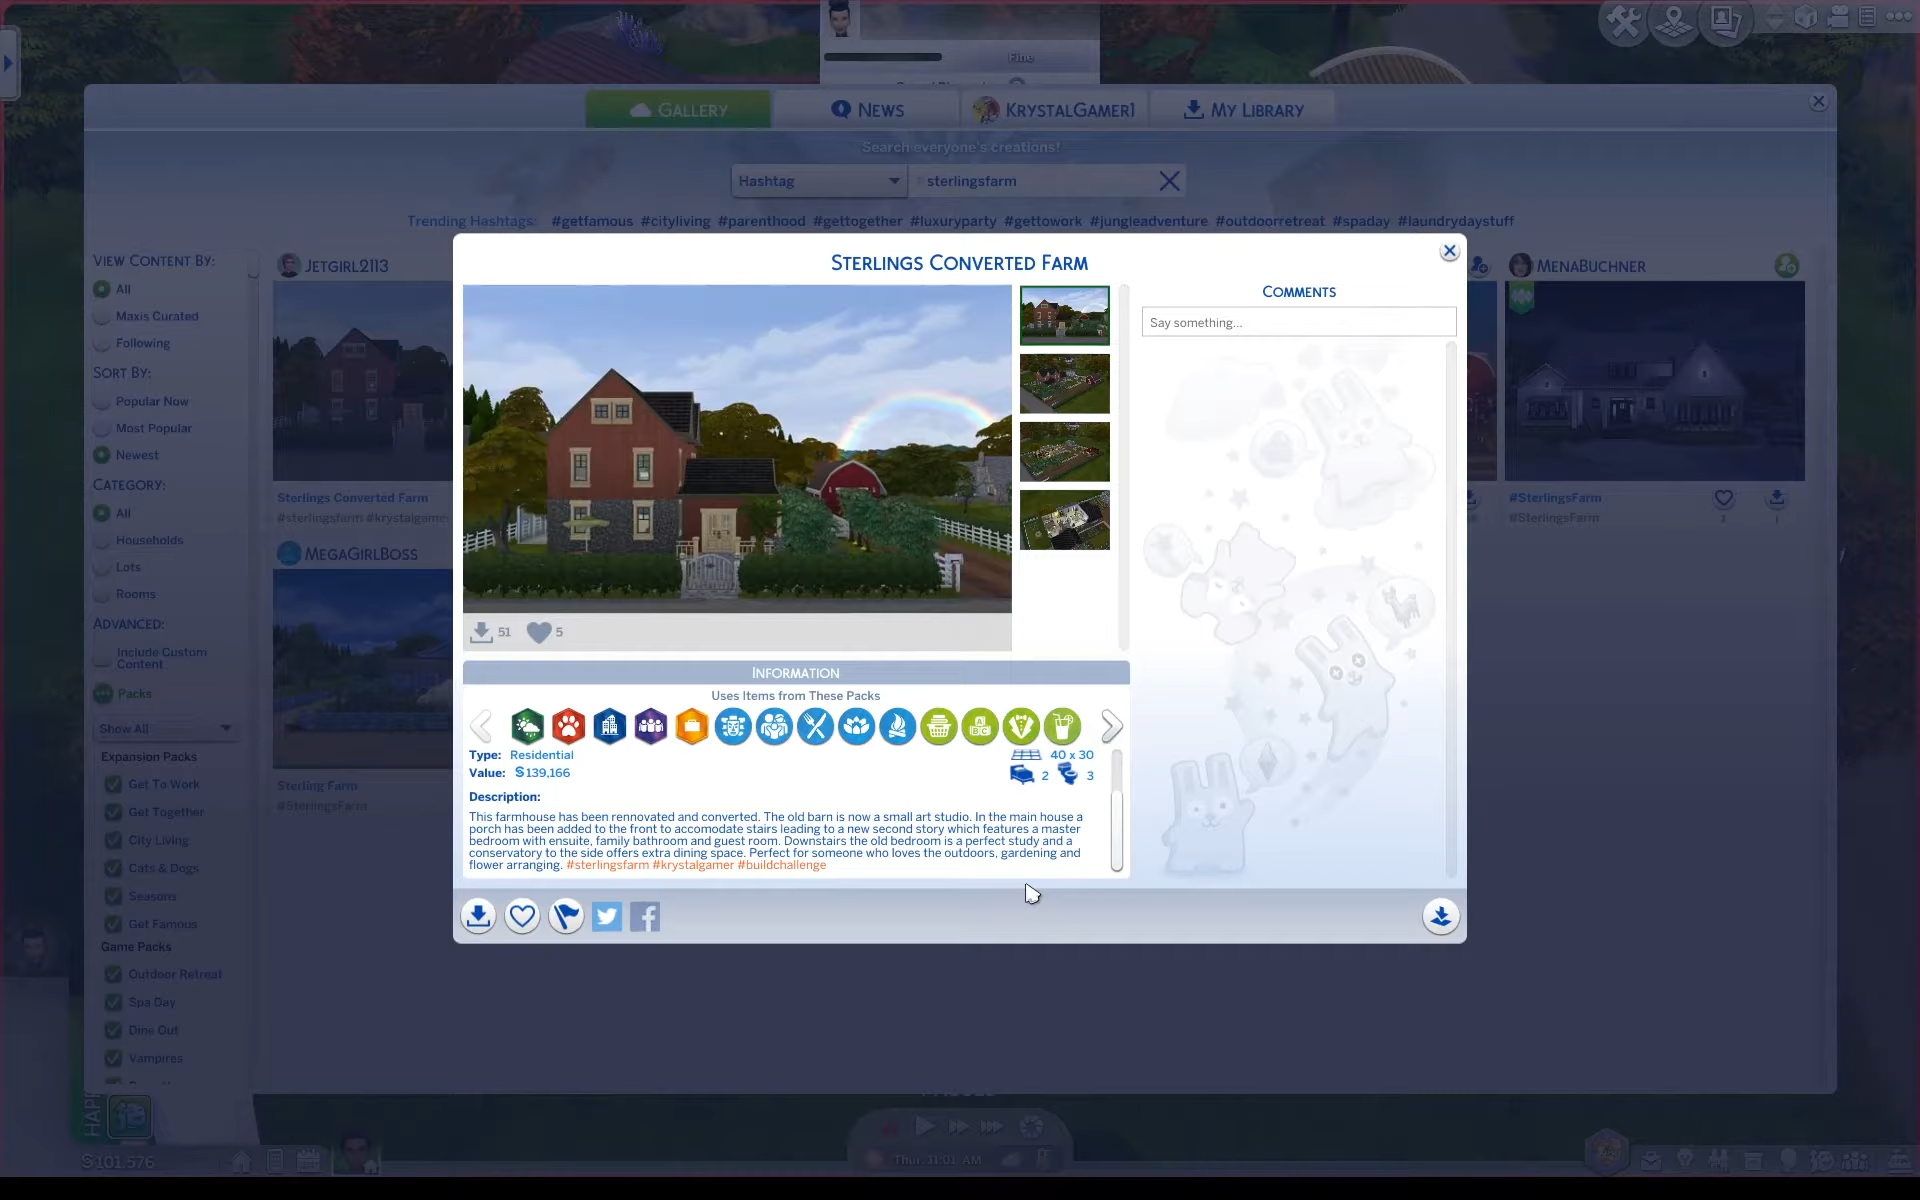 Fine
GALLERY
NEWS
KRYSTALGAMER1
MY LIBRARY
Search everyone's creations!
Hashtag
sterlingsfarm
Trending Hashtags: #getfamous #cityliving #parenthood #gettogether #luxuryparty #gettowork #jungleadventure #outdoorretreat #spaday #laundrydaystuff
VIEW CONTENT BY:
All
Maxis Curated
Following
SORT BY:
Popular Now
Most Popular
Newest
CATEGORY:
All
Households
Lots
Rooms
ADVANCED:
Include Custom
Content
Packs
Show All
Expansion Packs
Get To Work
Get Together
City Living
Cats & Dogs
Seasons
Get Famous
Game Packs
Outdoor Retreat
Spa Day
Dine Out
Vampires
JETGIRL2113
Sterlings Converted Farm
#sterlingsfarm #krystalgamer
MEGAGIRLBOSS
Sterling Farm
#SterlingsFarm
MENABUCHNER
#SterlingsFarm
#SterlingsFarm
STERLINGS CONVERTED FARM
51
5
COMMENTS
Say something...
INFORMATION
Uses Items from These Packs
Type: Residential
40 x 30
Value: §139,166
2
3
Description:
This farmhouse has been rennovated and converted. The old barn is now a small art studio. In the main house a
porch has been added to the front to accomodate stairs leading to a new second story which features a master
bedroom with ensuite, family bathroom and guest room. Downstairs the old bedroom is a perfect study and a
conservatory to the side offers extra dining space. Perfect for someone who loves the outdoors, gardening and
flower arranging. #sterlingsfarm #krystalgamer #buildchallenge
HAPP
§101,576
Thur. 11:01 AM